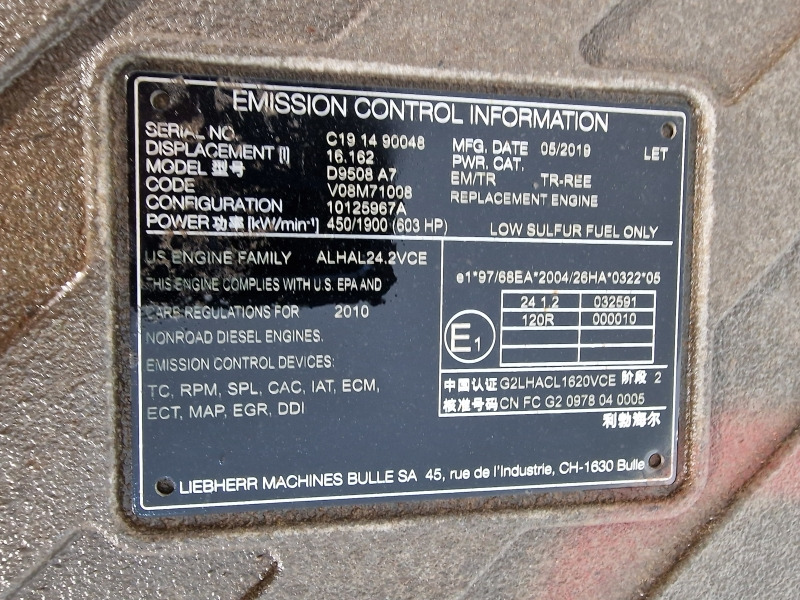 EMISSION CONTROL INFORMATION
SERIAL NO. C19 14 90048 MFG. DATE 05/2019 LET
DISPLACEMENT [l] 16.162 PWR. CAT.
MODEL 型号 D9508 A7 EM/TR TR-REE
CODE V08M71008 REPLACEMENT ENGINE
CONFIGURATION 10125967A
POWER 功率 [kW/min-¹] 450/1900 (603 HP) LOW SULFUR FUEL ONLY
US ENGINE FAMILY ALHAL24.2VCE
THIS ENGINE COMPLIES WITH U.S. EPA AND
CARB REGULATIONS FOR 2010
NONROAD DIESEL ENGINES.
EMISSION CONTROL DEVICES:
TC, RPM, SPL, CAC, IAT, ECM,
ECT, MAP, EGR, DDI
e1*97/68EA*2004/26HA*0322*05
24 1.2 032591
120R 000010
E1
中国认证 G2LHACL1620VCE 阶段 2
核准号码 CN FC G2 0978 04 0005
利勃海尔
LIEBHERR MACHINES BULLE SA 45, rue de l'Industrie, CH-1630 Bulle